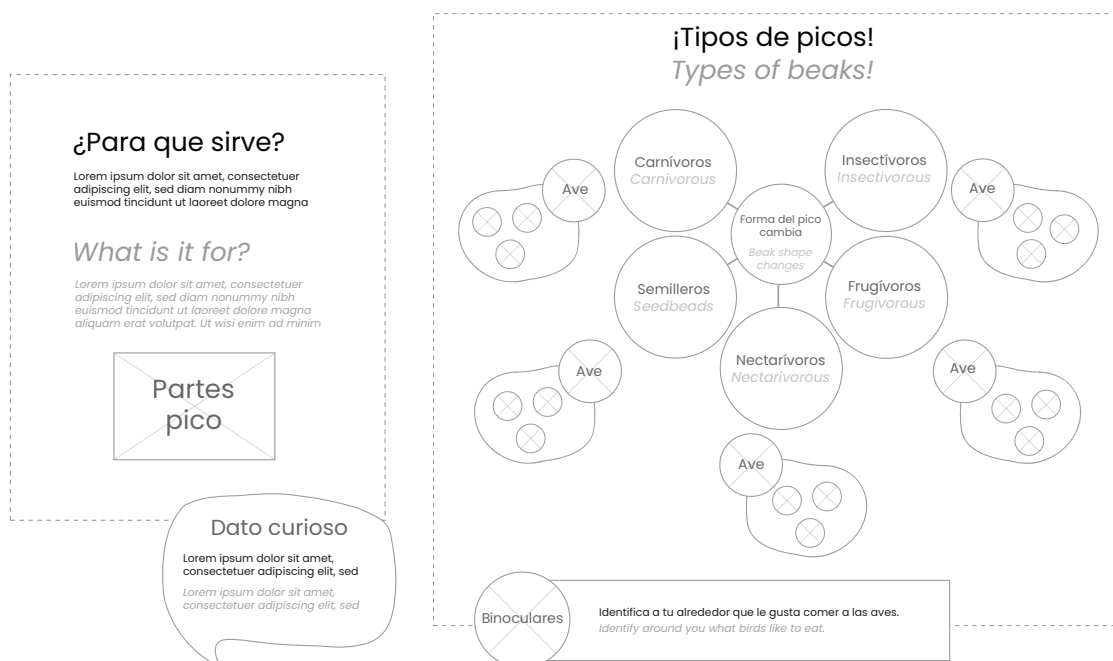 ¿Para que sirve?
Lorem ipsum dolor sit amet, consectetuer
adipiscing elit, sed diam nonummy nibh
euismod tincidunt ut laoreet dolore magna
What is it for?
Lorem ipsum dolor sit amet, consectetuer
adipiscing elit, sed diam nonummy nibh
euismod tincidunt ut laoreet dolore magna
aliquam erat volutpat. Ut wisi enim ad minim
Partes
pico
Dato curioso
Lorem ipsum dolor sit amet,
consectetuer adipiscing elit, sed
Lorem ipsum dolor sit amet,
consectetuer adipiscing elit, sed
¡Tipos de picos!
Types of beaks!
Ave
Carnívoros
Carnivorous
Insectívoros
Insectivorous
Ave
Forma del pico
cambia
Beak shape
changes
Semilleros
Seedbeads
Frugívoros
Frugivorous
Nectarívoros
Nectarivorous
Ave
Ave
Ave
Binoculares
Identifica a tu alrededor que le gusta comer a las aves.
Identify around you what birds like to eat.